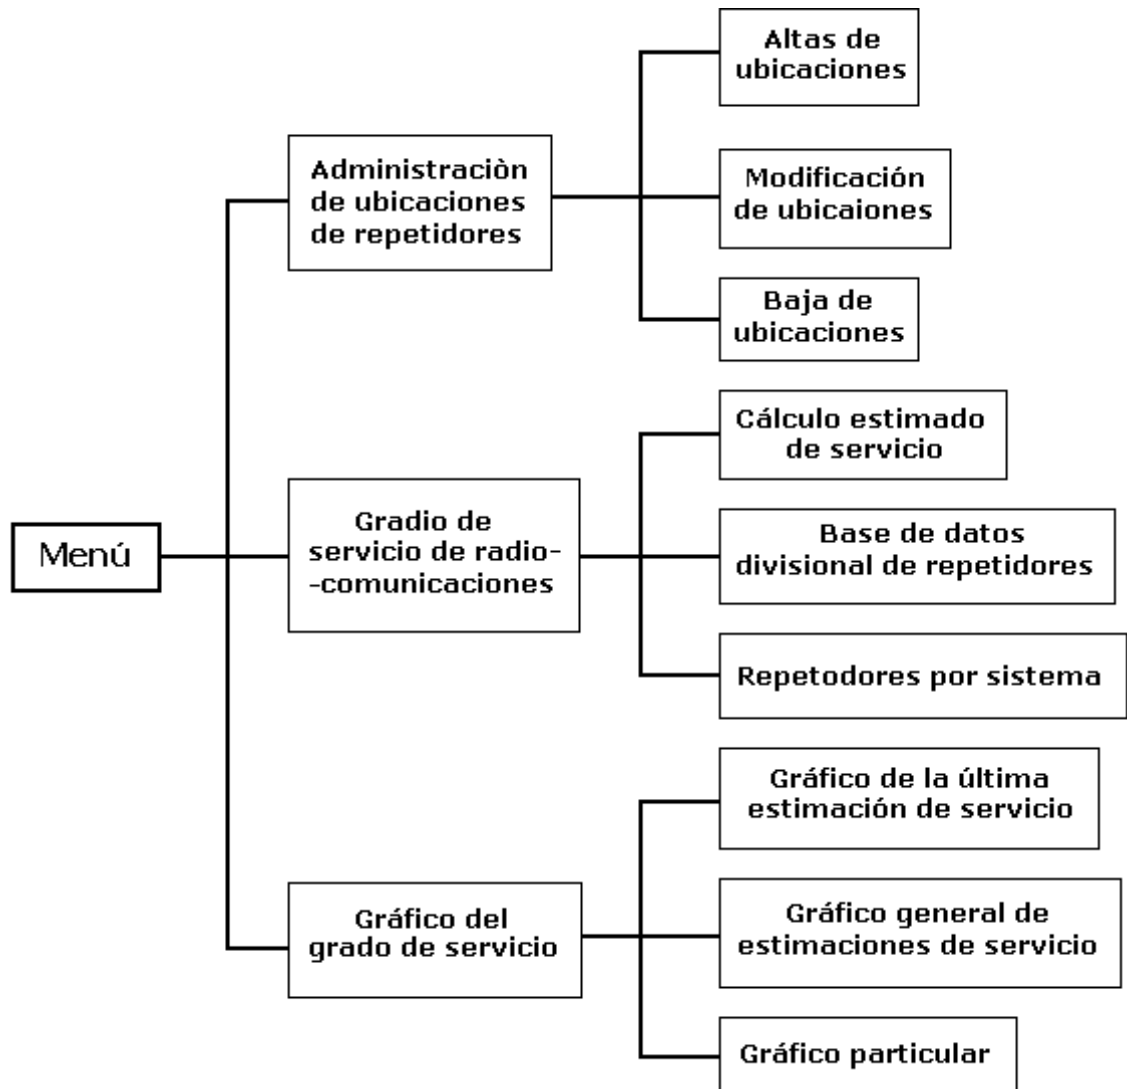 Menú
Administraciòn
de ubicaciones
de repetidores
Altas de
ubicaciones
Modificación
de ubicaiones
Baja de
ubicaciones
Gradio de
servicio de radio-
-comunicaciones
Cálculo estimado
de servicio
Base de datos
divisional de repetidores
Repetodores por sistema
Gráfico del
grado de servicio
Gráfico de la última
estimación de servicio
Gráfico general de
estimaciones de servicio
Gráfico particular